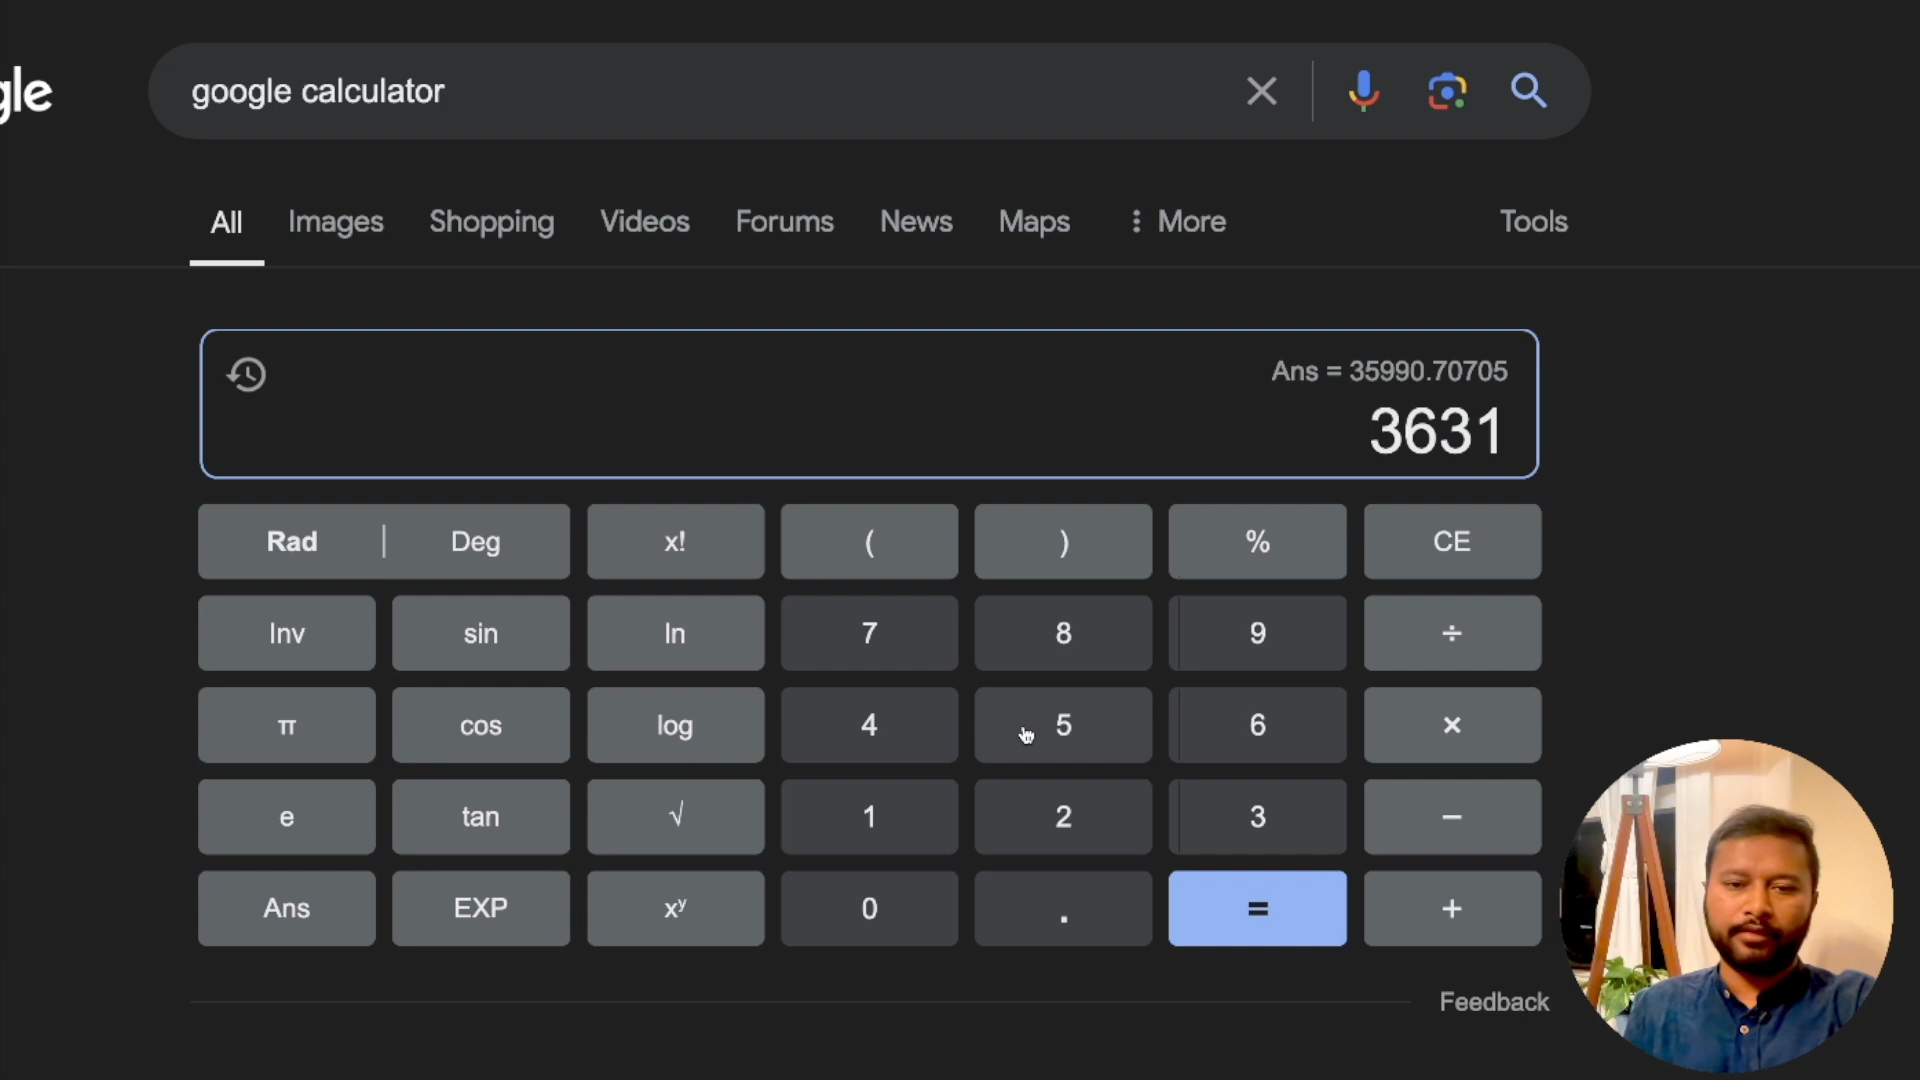 gle
google calculator
All Images Shopping Videos Forums News Maps More Tools
Ans = 35990.70705
3631
Rad | Deg x! ( ) % CE
Inv sin ln 7 8 9 ÷
π cos log 4 5 6 ×
e tan √ 1 2 3 −
Ans EXP xʸ 0 . = +
Feedback